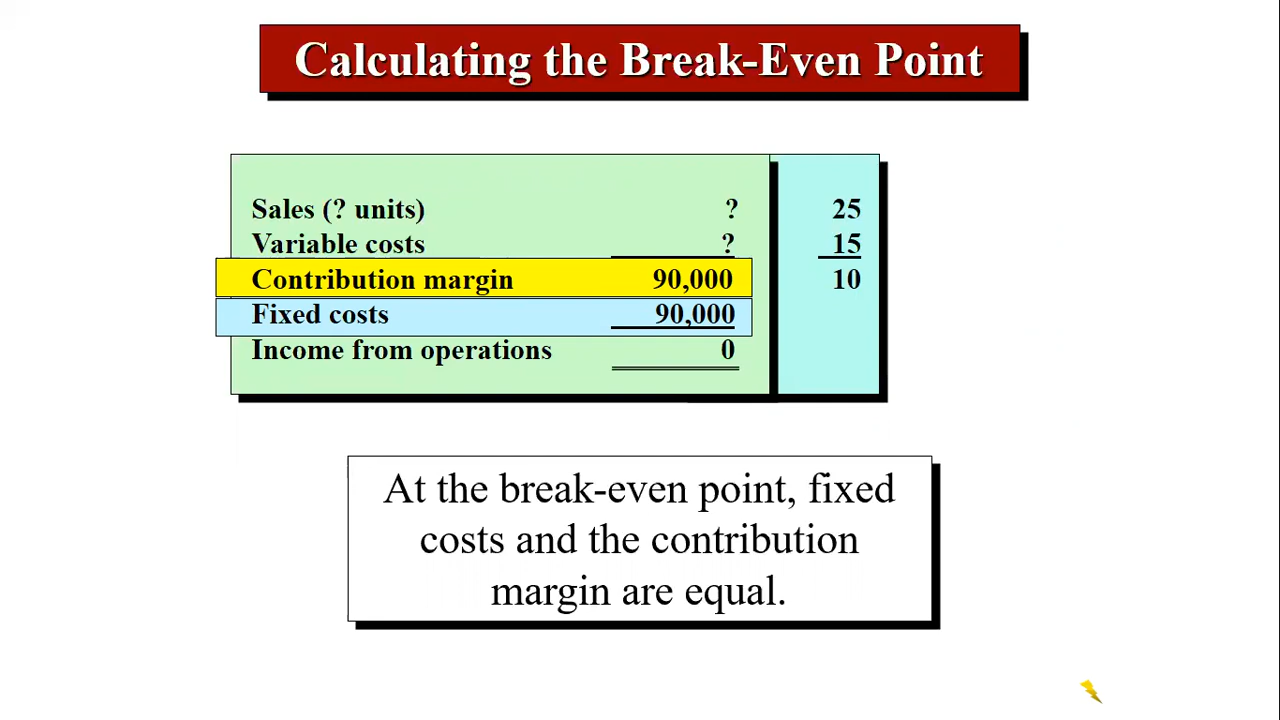 Calculating the Break-Even Point
Sales (? units) ? 25
Variable costs ? 15
Contribution margin 90,000 10
Fixed costs 90,000
Income from operations 0
At the break-even point, fixed
costs and the contribution
margin are equal.